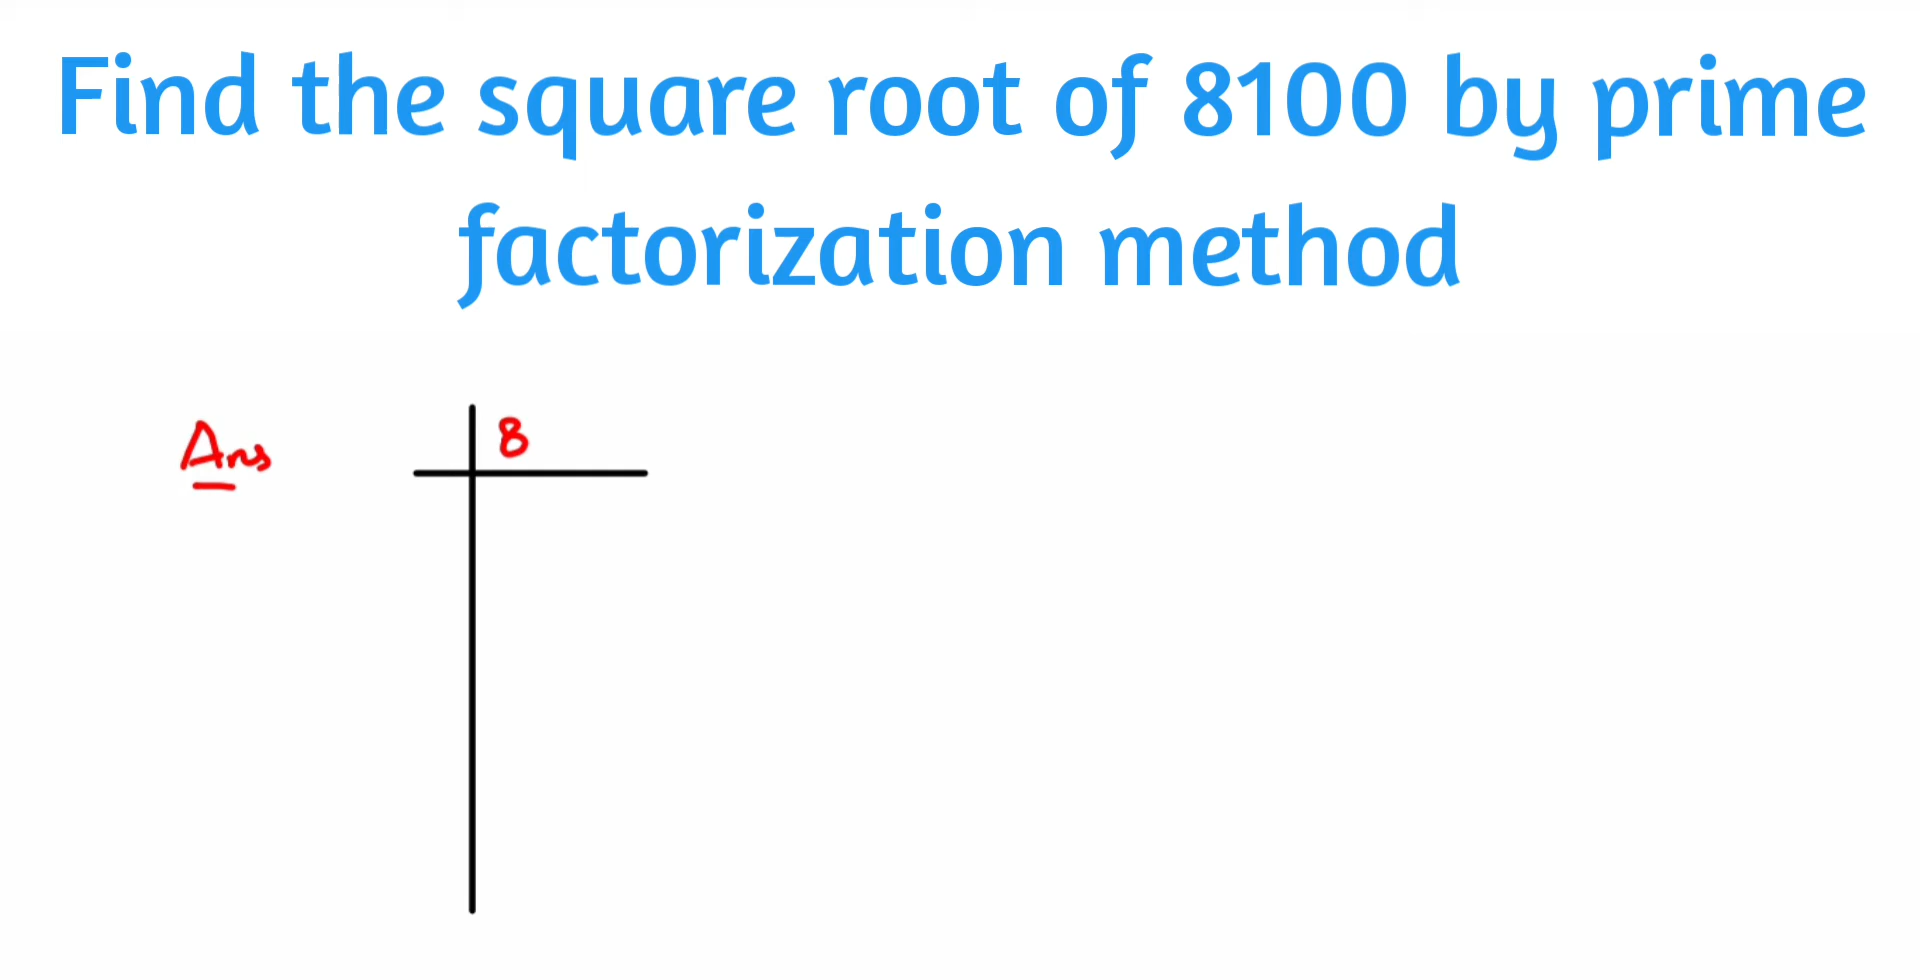 Find the square root of 8100 by prime
factorization method
Ans 8